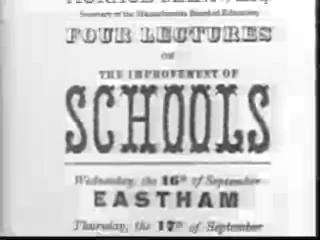 Secretary of the Massachusetts Board of Education,
FOUR LECTURES
ON
THE IMPROVEMENT OF
SCHOOLS
Wednesday, the 16th of September
EASTHAM
Thursday, the 17th of September